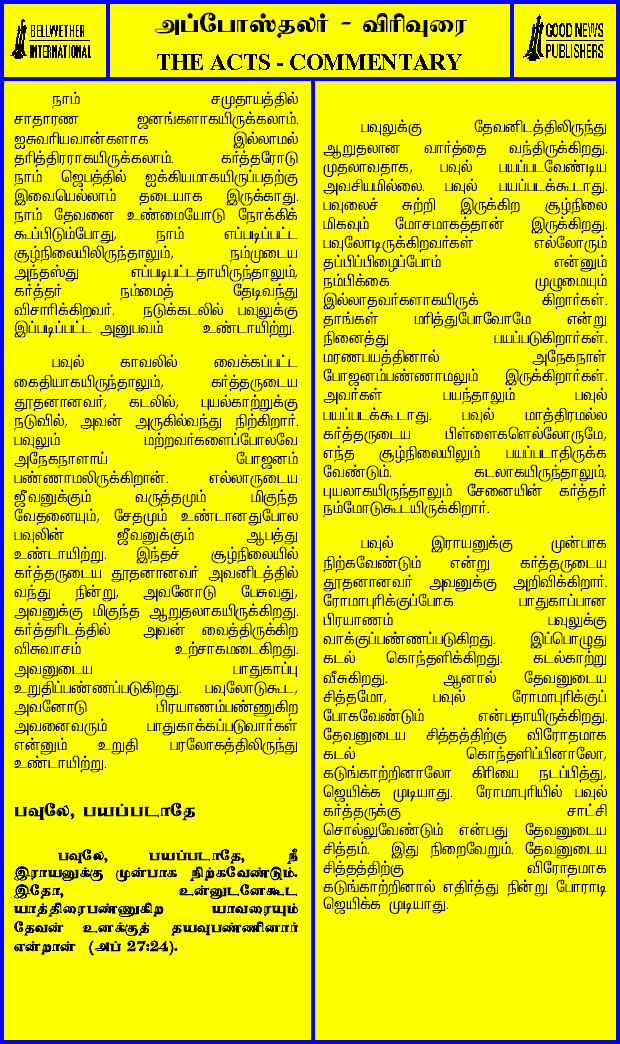 BELLWETHER
INTERNATIONAL
அப்போஸ்தலர் - விரிவுரை
THE ACTS - COMMENTARY
GOOD NEWS
PUBLISHERS
நாம் சமுதாயத்தில்
சாதாரண ஜனங்களாகயிருக்கலாம்.
ஐசுவரியவான்களாக இல்லாமல்
தரித்திரராகயிருக்கலாம். கர்த்தரோடு
நாம் ஜெபத்தில் ஐக்கியமாகயிருப்பதற்கு
இவையெல்லாம் தடையாக இருக்காது.
நாம் தேவனை உண்மையோடு நோக்கிக்
கூப்பிடும்போது, நாம் எப்படிப்பட்ட
சூழ்நிலையிலிருந்தாலும், நம்முடைய
அந்தஸ்து எப்படிபட்டதாயிருந்தாலும்,
கர்த்தர் நம்மைத் தேடிவந்து
விசாரிக்கிறவர். நடுக்கடலில் பவுலுக்கு
இப்படிப்பட்ட அனுபவம் உண்டாயிற்று.
பவுல் காவலில் வைக்கப்பட்ட
கைதியாகயிருந்தாலும், கர்த்தருடைய
தூதனானவர், கடலில், புயல்காற்றுக்கு
நடுவில், அவன் அருகில்வந்து நிற்கிறார்.
பவுலும் மற்றவர்களைப்போலவே
அநேகநாளாய் போஜனம்
பண்ணாமலிருக்கிறான். எல்லாருடைய
ஜீவனுக்கும் வருத்தமும் மிகுந்த
வேதனையும், சேதமும் உண்டானதுபோல
பவுலின் ஜீவனுக்கும் ஆபத்து
உண்டாயிற்று. இந்தச் சூழ்நிலையில்
கர்த்தருடைய தூதனானவர் அவனிடத்தில்
வந்து நின்று, அவனோடு பேசுவது,
அவனுக்கு மிகுந்த ஆறுதலாகயிருக்கிறது.
கர்த்தரிடத்தில் அவன் வைத்திருக்கிற
விசுவாசம் உற்சாகமடைகிறது.
அவனுடைய பாதுகாப்பு
உறுதிப்பண்ணப்படுகிறது. பவுலோடுகூட,
அவனோடு பிரயாணம்பண்ணுகிற
அவனைவரும் பாதுகாக்கப்படுவார்கள்
என்னும் உறுதி பரலோகத்திலிருந்து
உண்டாயிற்று.
பவுலே, பயப்படாதே
பவுலே, பயப்படாதே, நீ
இராயனுக்கு முன்பாக நிற்கவேண்டும்.
இதோ, உன்னுடனேகூட
யாத்திரைபண்ணுகிற யாவரையும்
தேவன் உனக்குத் தயவுபண்ணினார்
என்றான் (அப் 27:24).
பவுலுக்கு தேவனிடத்திலிருந்து
ஆறுதலான வார்த்தை வந்திருக்கிறது.
முதலாவதாக, பவுல் பயப்படவேண்டிய
அவசியமில்லை. பவுல் பயப்படக்கூடாது.
பவுலைச் சுற்றி இருக்கிற சூழ்நிலை
மிகவும் மோசமாகத்தான் இருக்கிறது.
பவுலோடிருக்கிறவர்கள் எல்லோரும்
தப்பிப்பிழைப்போம் என்னும்
நம்பிக்கை முழுமையும்
இல்லாதவர்களாகயிருக் கிறார்கள்.
தாங்கள் மரித்துபோவோமே என்று
நினைத்து பயப்படுகிறார்கள்.
மரணபயத்தினால் அநேகநாள்
போஜனம்பண்ணாமலும் இருக்கிறார்கள்.
அவர்கள் பயந்தாலும் பவுல்
பயப்படக்கூடாது. பவுல் மாத்திரமல்ல
கர்த்தருடைய பிள்ளைகளெல்லோருமே,
எந்த சூழ்நிலையிலும் பயப்படாதிருக்க
வேண்டும். கடலாகயிருந்தாலும்,
புயலாகயிருந்தாலும் சேனையின் கர்த்தர்
நம்மோடுகூடயிருக்கிறார்.
பவுல் இராயனுக்கு முன்பாக
நிற்கவேண்டும் என்று கர்த்தருடைய
தூதனானவர் அவனுக்கு அறிவிக்கிறார்.
ரோமாபுரிக்குப்போக பாதுகாப்பான
பிரயாணம் பவுலுக்கு
வாக்குப்பண்ணப்படுகிறது. இப்பொழுது
கடல் கொந்தளிக்கிறது. கடல்காற்று
வீசுகிறது. ஆனால் தேவனுடைய
சித்தமோ, பவுல் ரோமாபுரிக்குப்
போகவேண்டும் என்பதாயிருக்கிறது.
தேவனுடைய சித்தத்திற்கு விரோதமாக
கடல் கொந்தளிப்பினாலோ,
கடுங்காற்றினாலோ கிரியை நடப்பித்து,
ஜெயிக்க முடியாது. ரோமாபுரியில் பவுல்
கர்த்தருக்கு சாட்சி
சொல்லுவேண்டும் என்பது தேவனுடைய
சித்தம். இது நிறைவேறும். தேவனுடைய
சித்தத்திற்கு விரோதமாக
கடுங்காற்றினால் எதிர்த்து நின்று போராடி
ஜெயிக்க முடியாது.